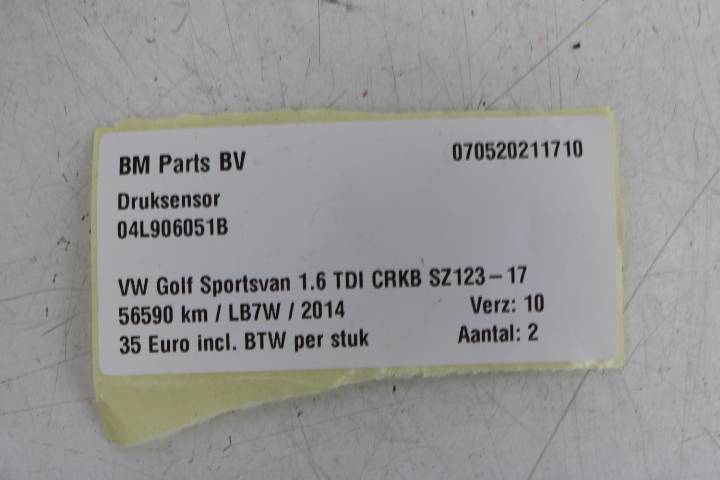 BM Parts BV 070520211710
Druksensor
04L906051B
VW Golf Sportsvan 1.6 TDI CRKB SZ123-17
56590 km / LB7W / 2014 Verz: 10
35 Euro incl. BTW per stuk Aantal: 2